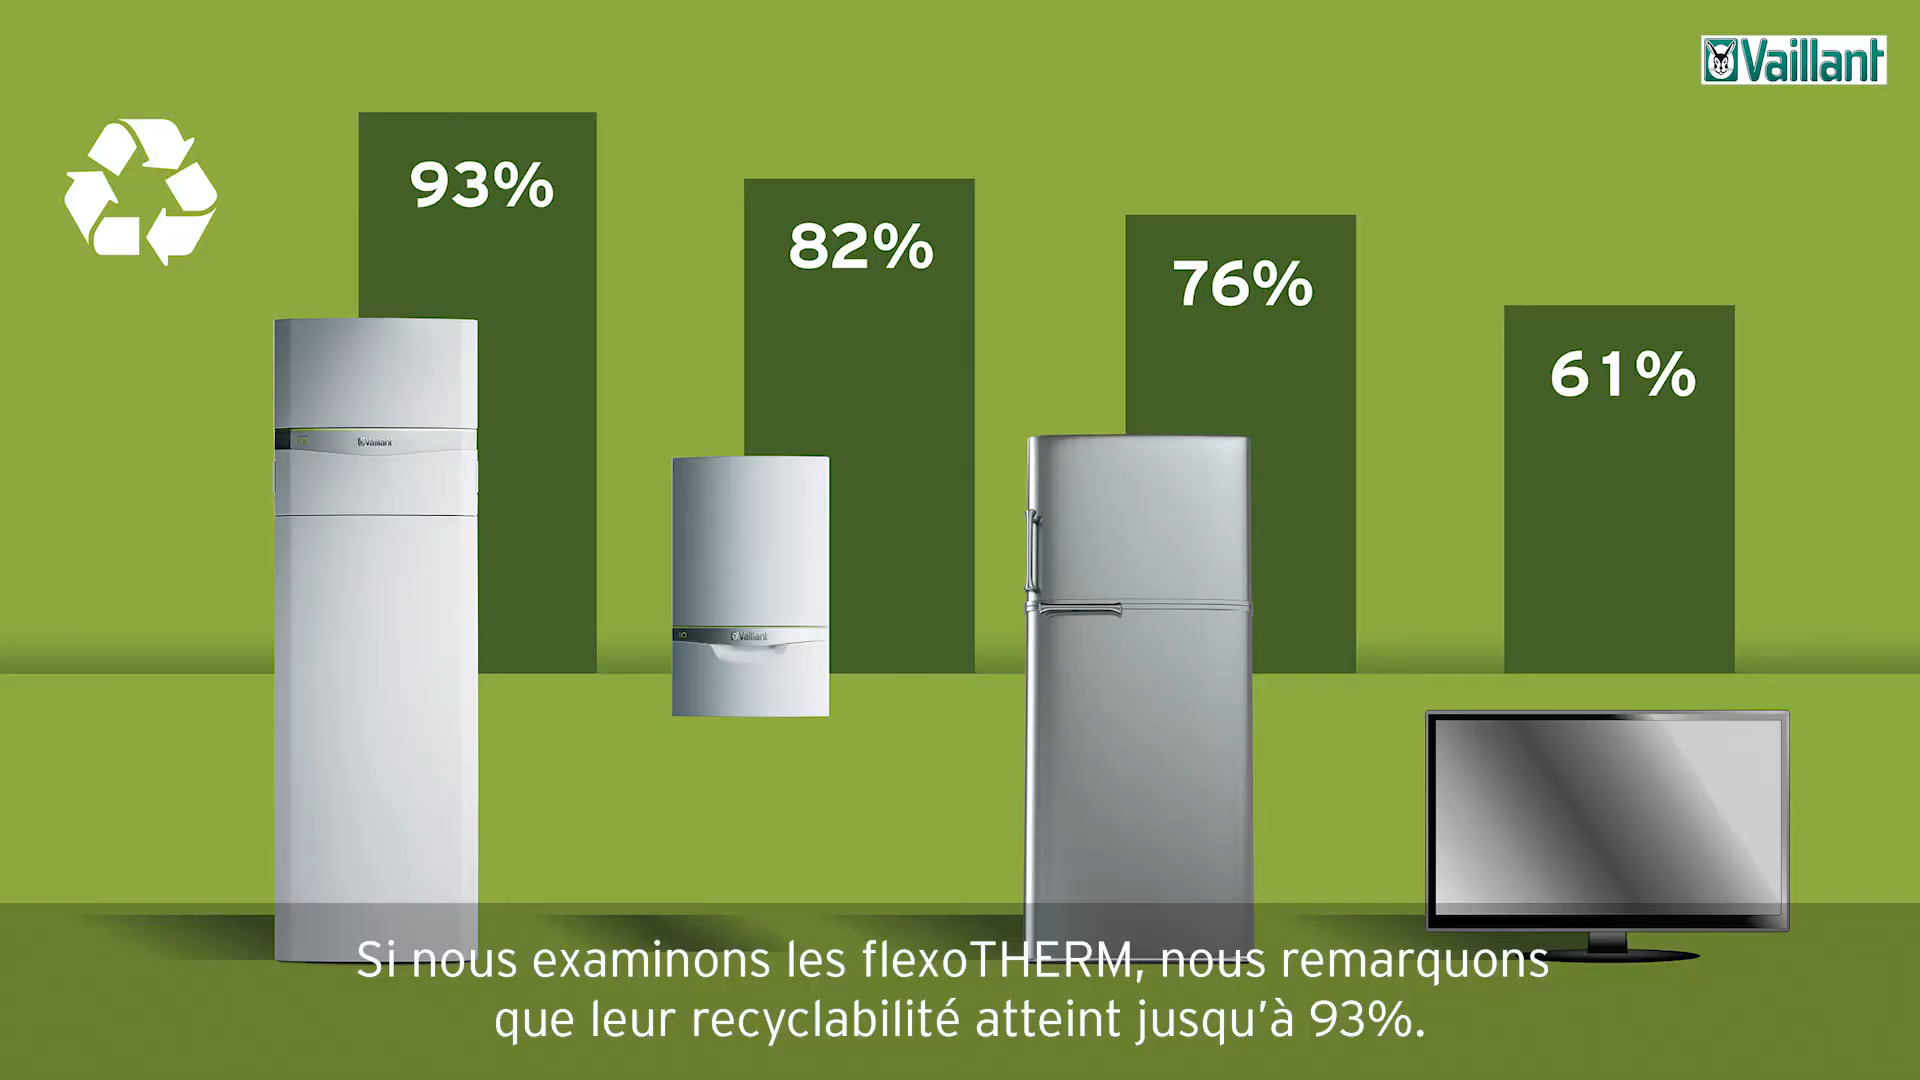 Vaillant
93%
82%
76%
61%
Vaillant
Vaillant
Si nous examinons les flexoTHERM, nous remarquons
que leur recyclabilité atteint jusqu'à 93%.